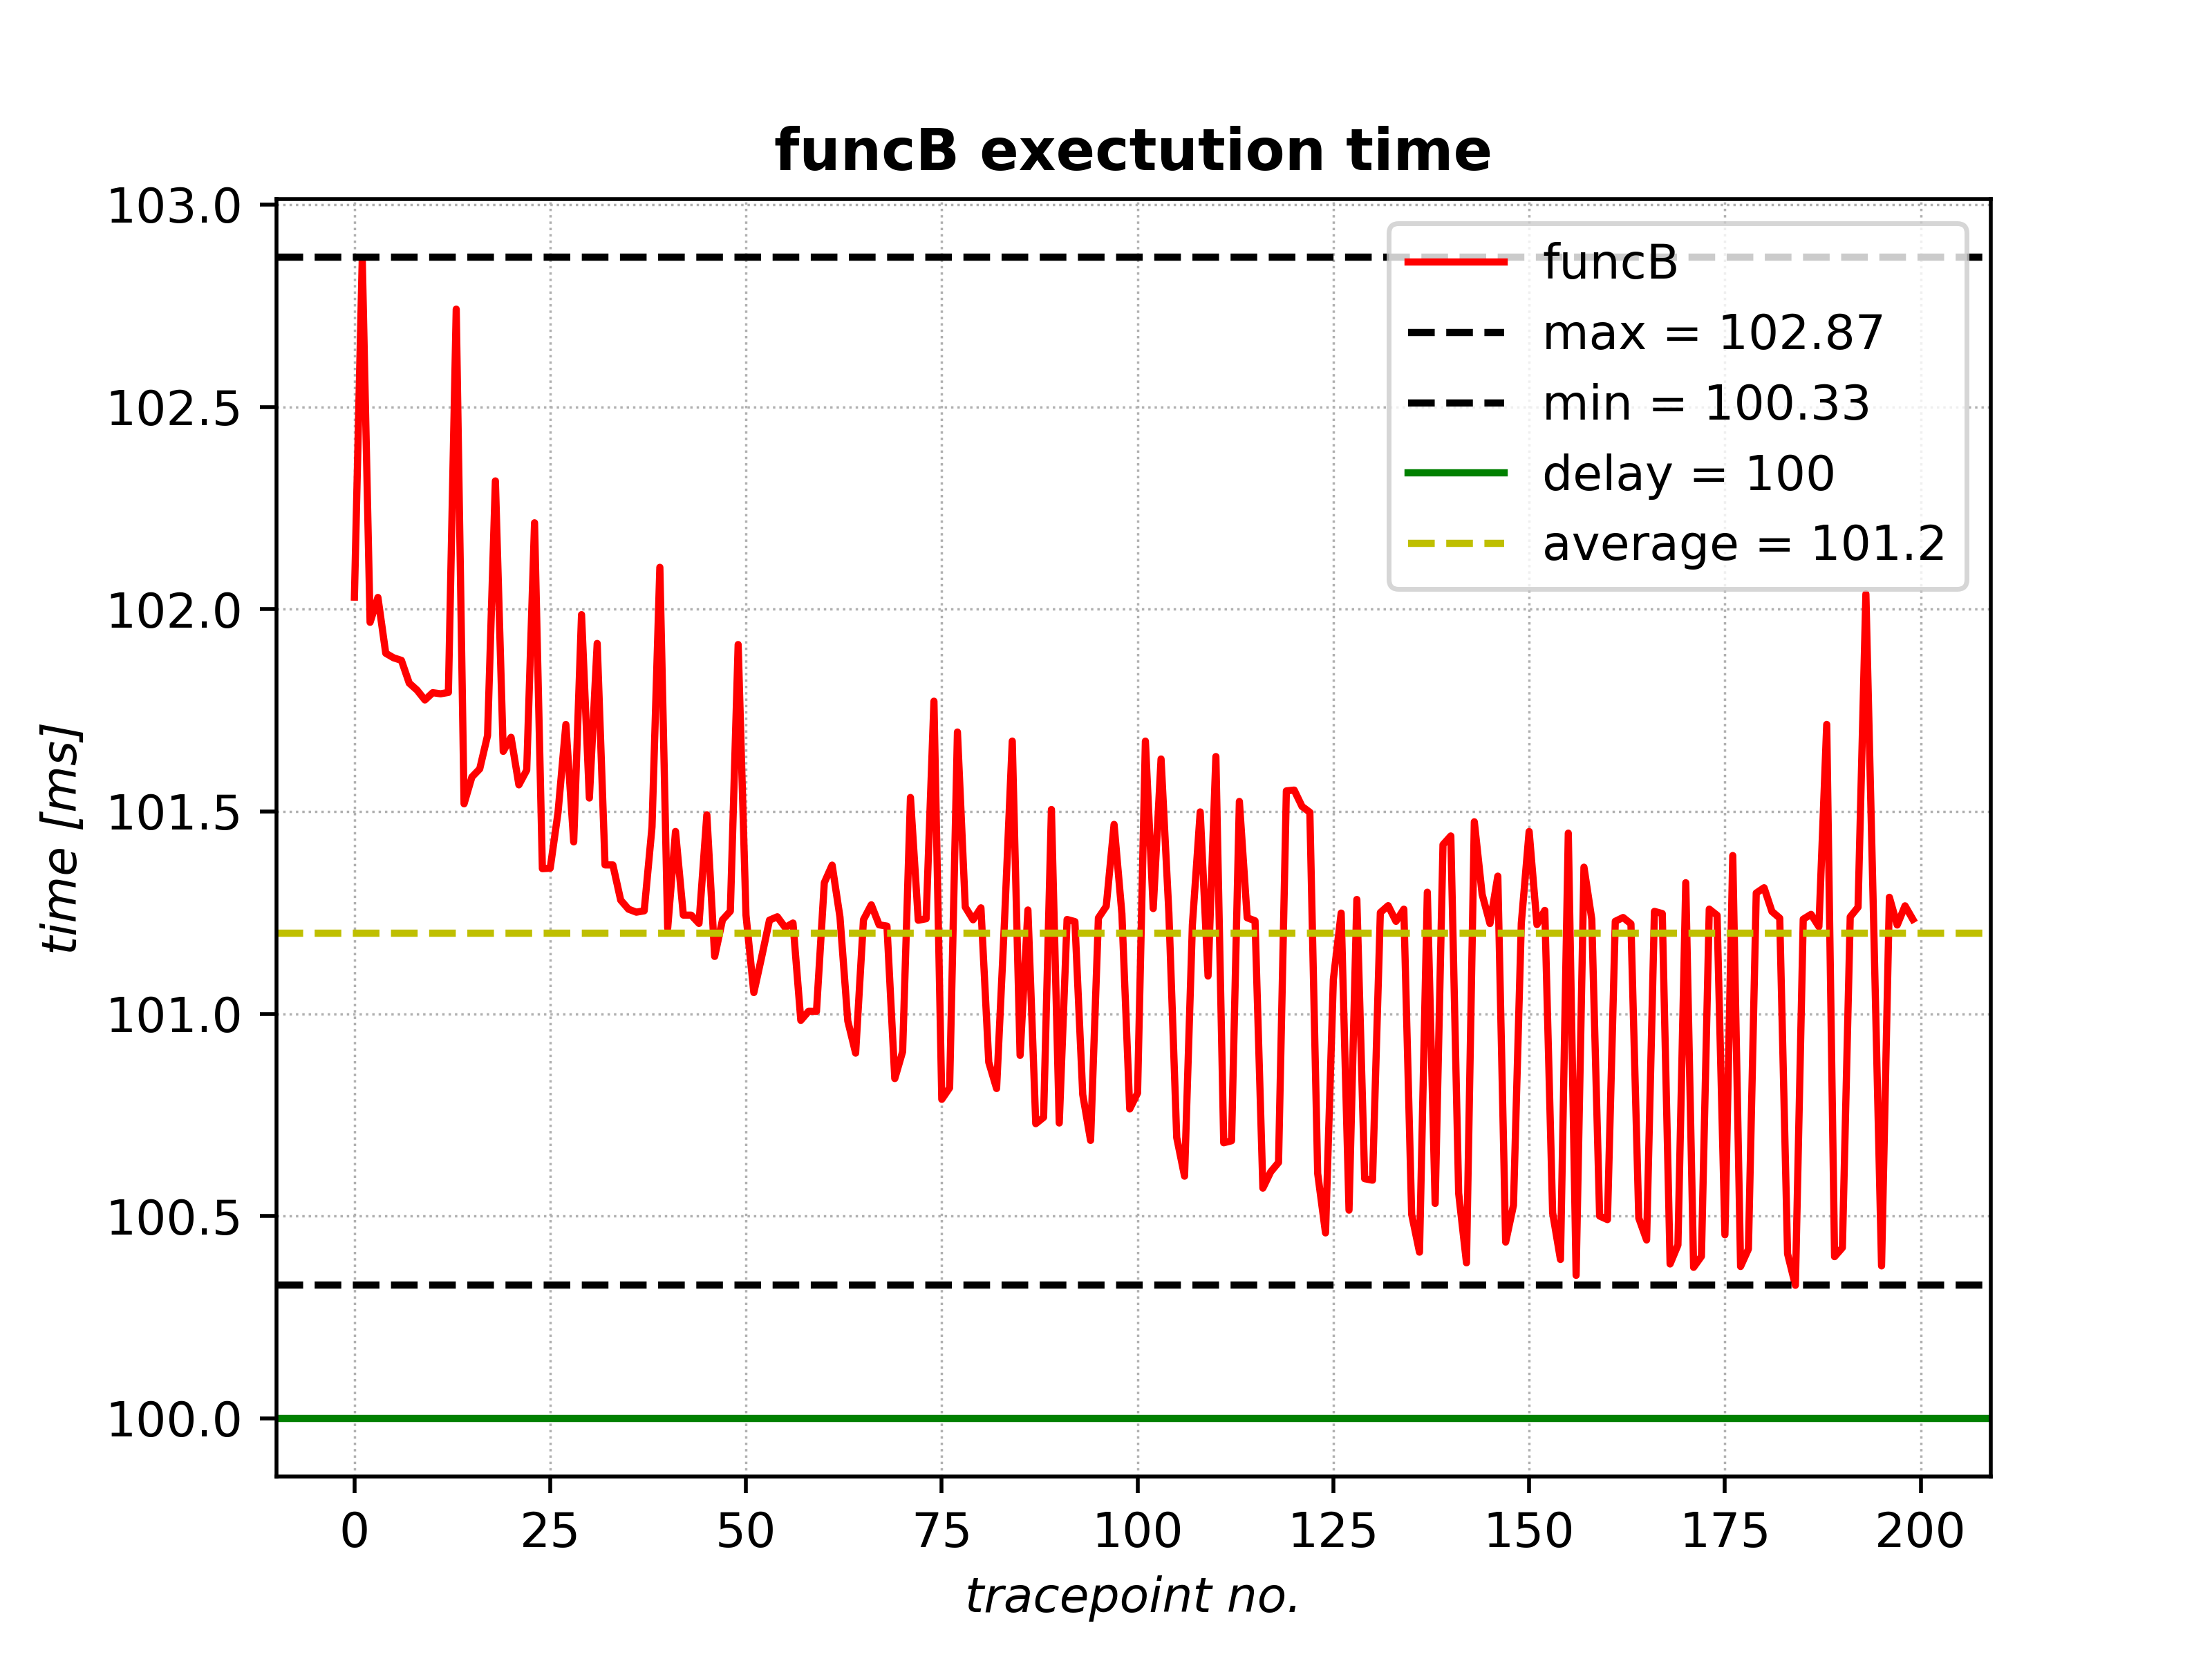 funcB exectution time
103.0
102.5
102.0
101.5
101.0
100.5
100.0
time [ms]
funcB
max = 102.87
min = 100.33
delay = 100
average = 101.2
0 25 50 75 100 125 150 175 200
tracepoint no.